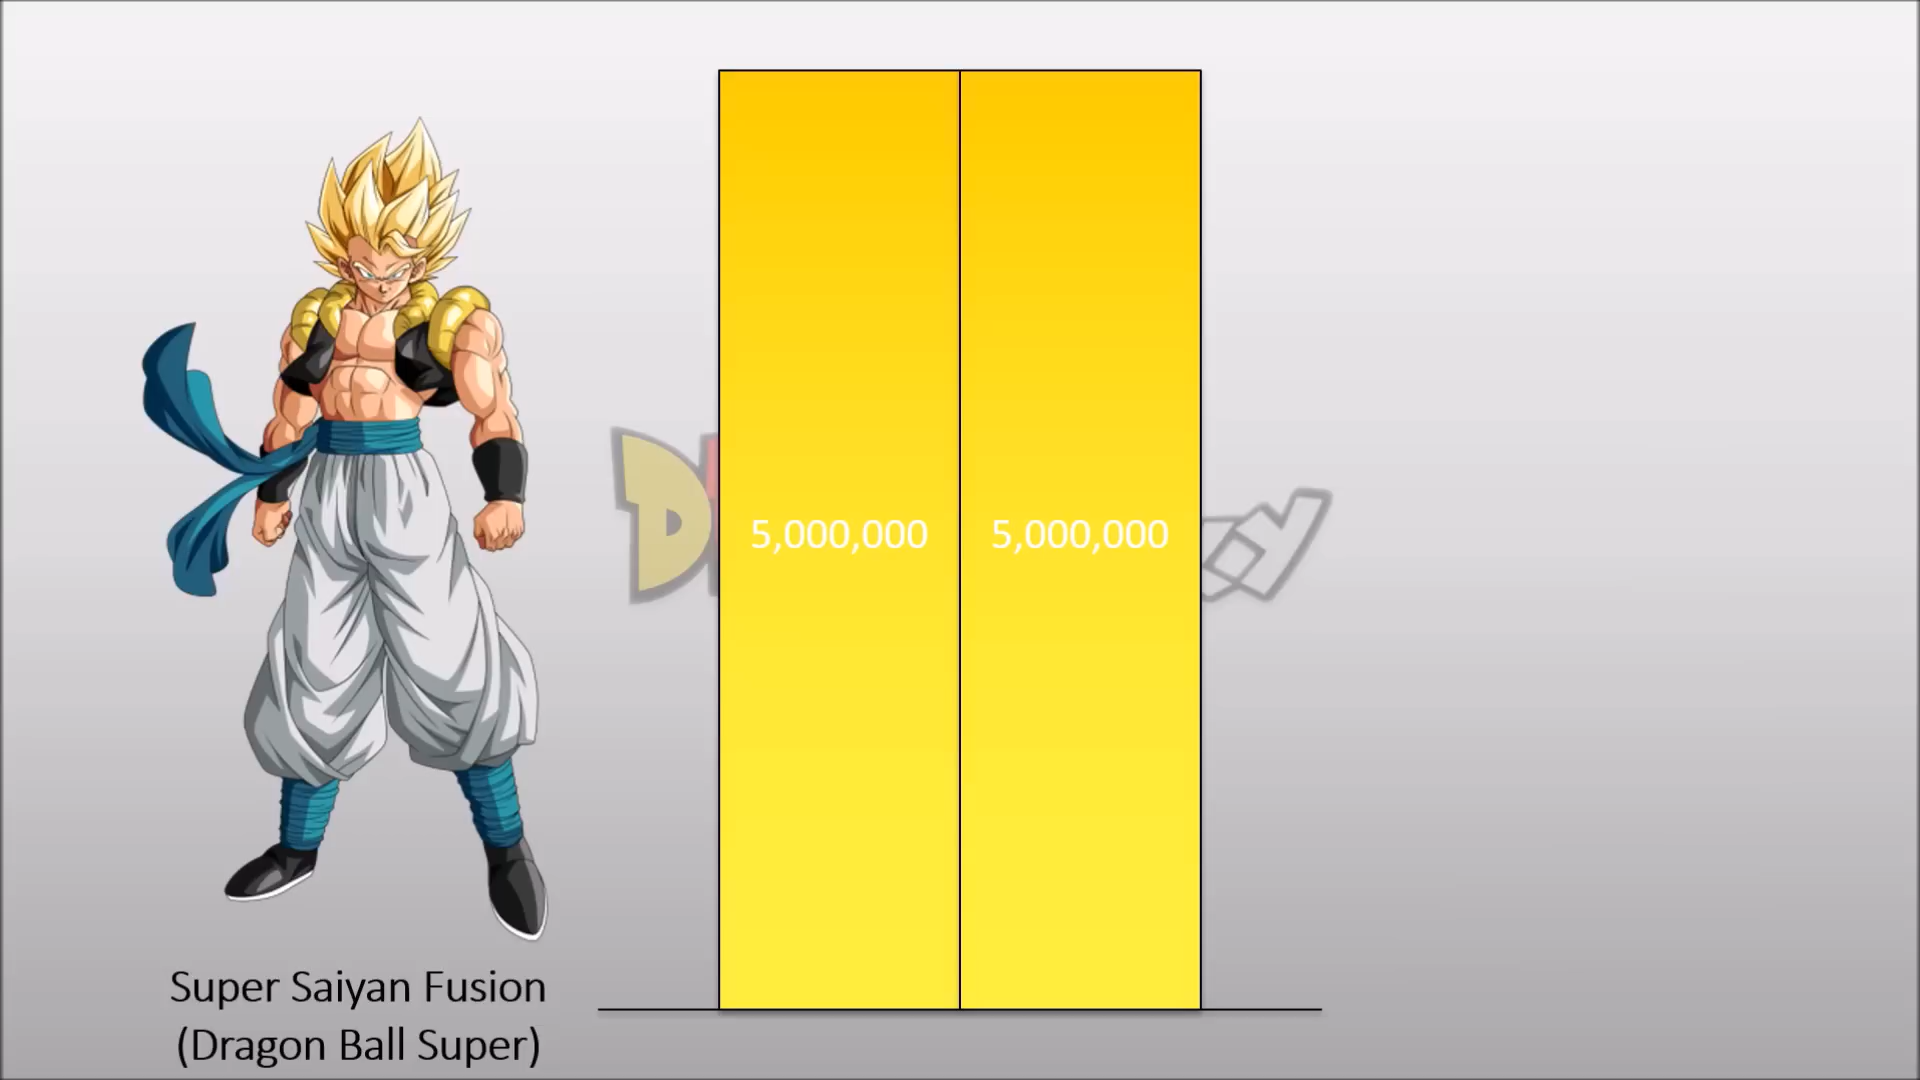 5,000,000 5,000,000
Super Saiyan Fusion
(Dragon Ball Super)